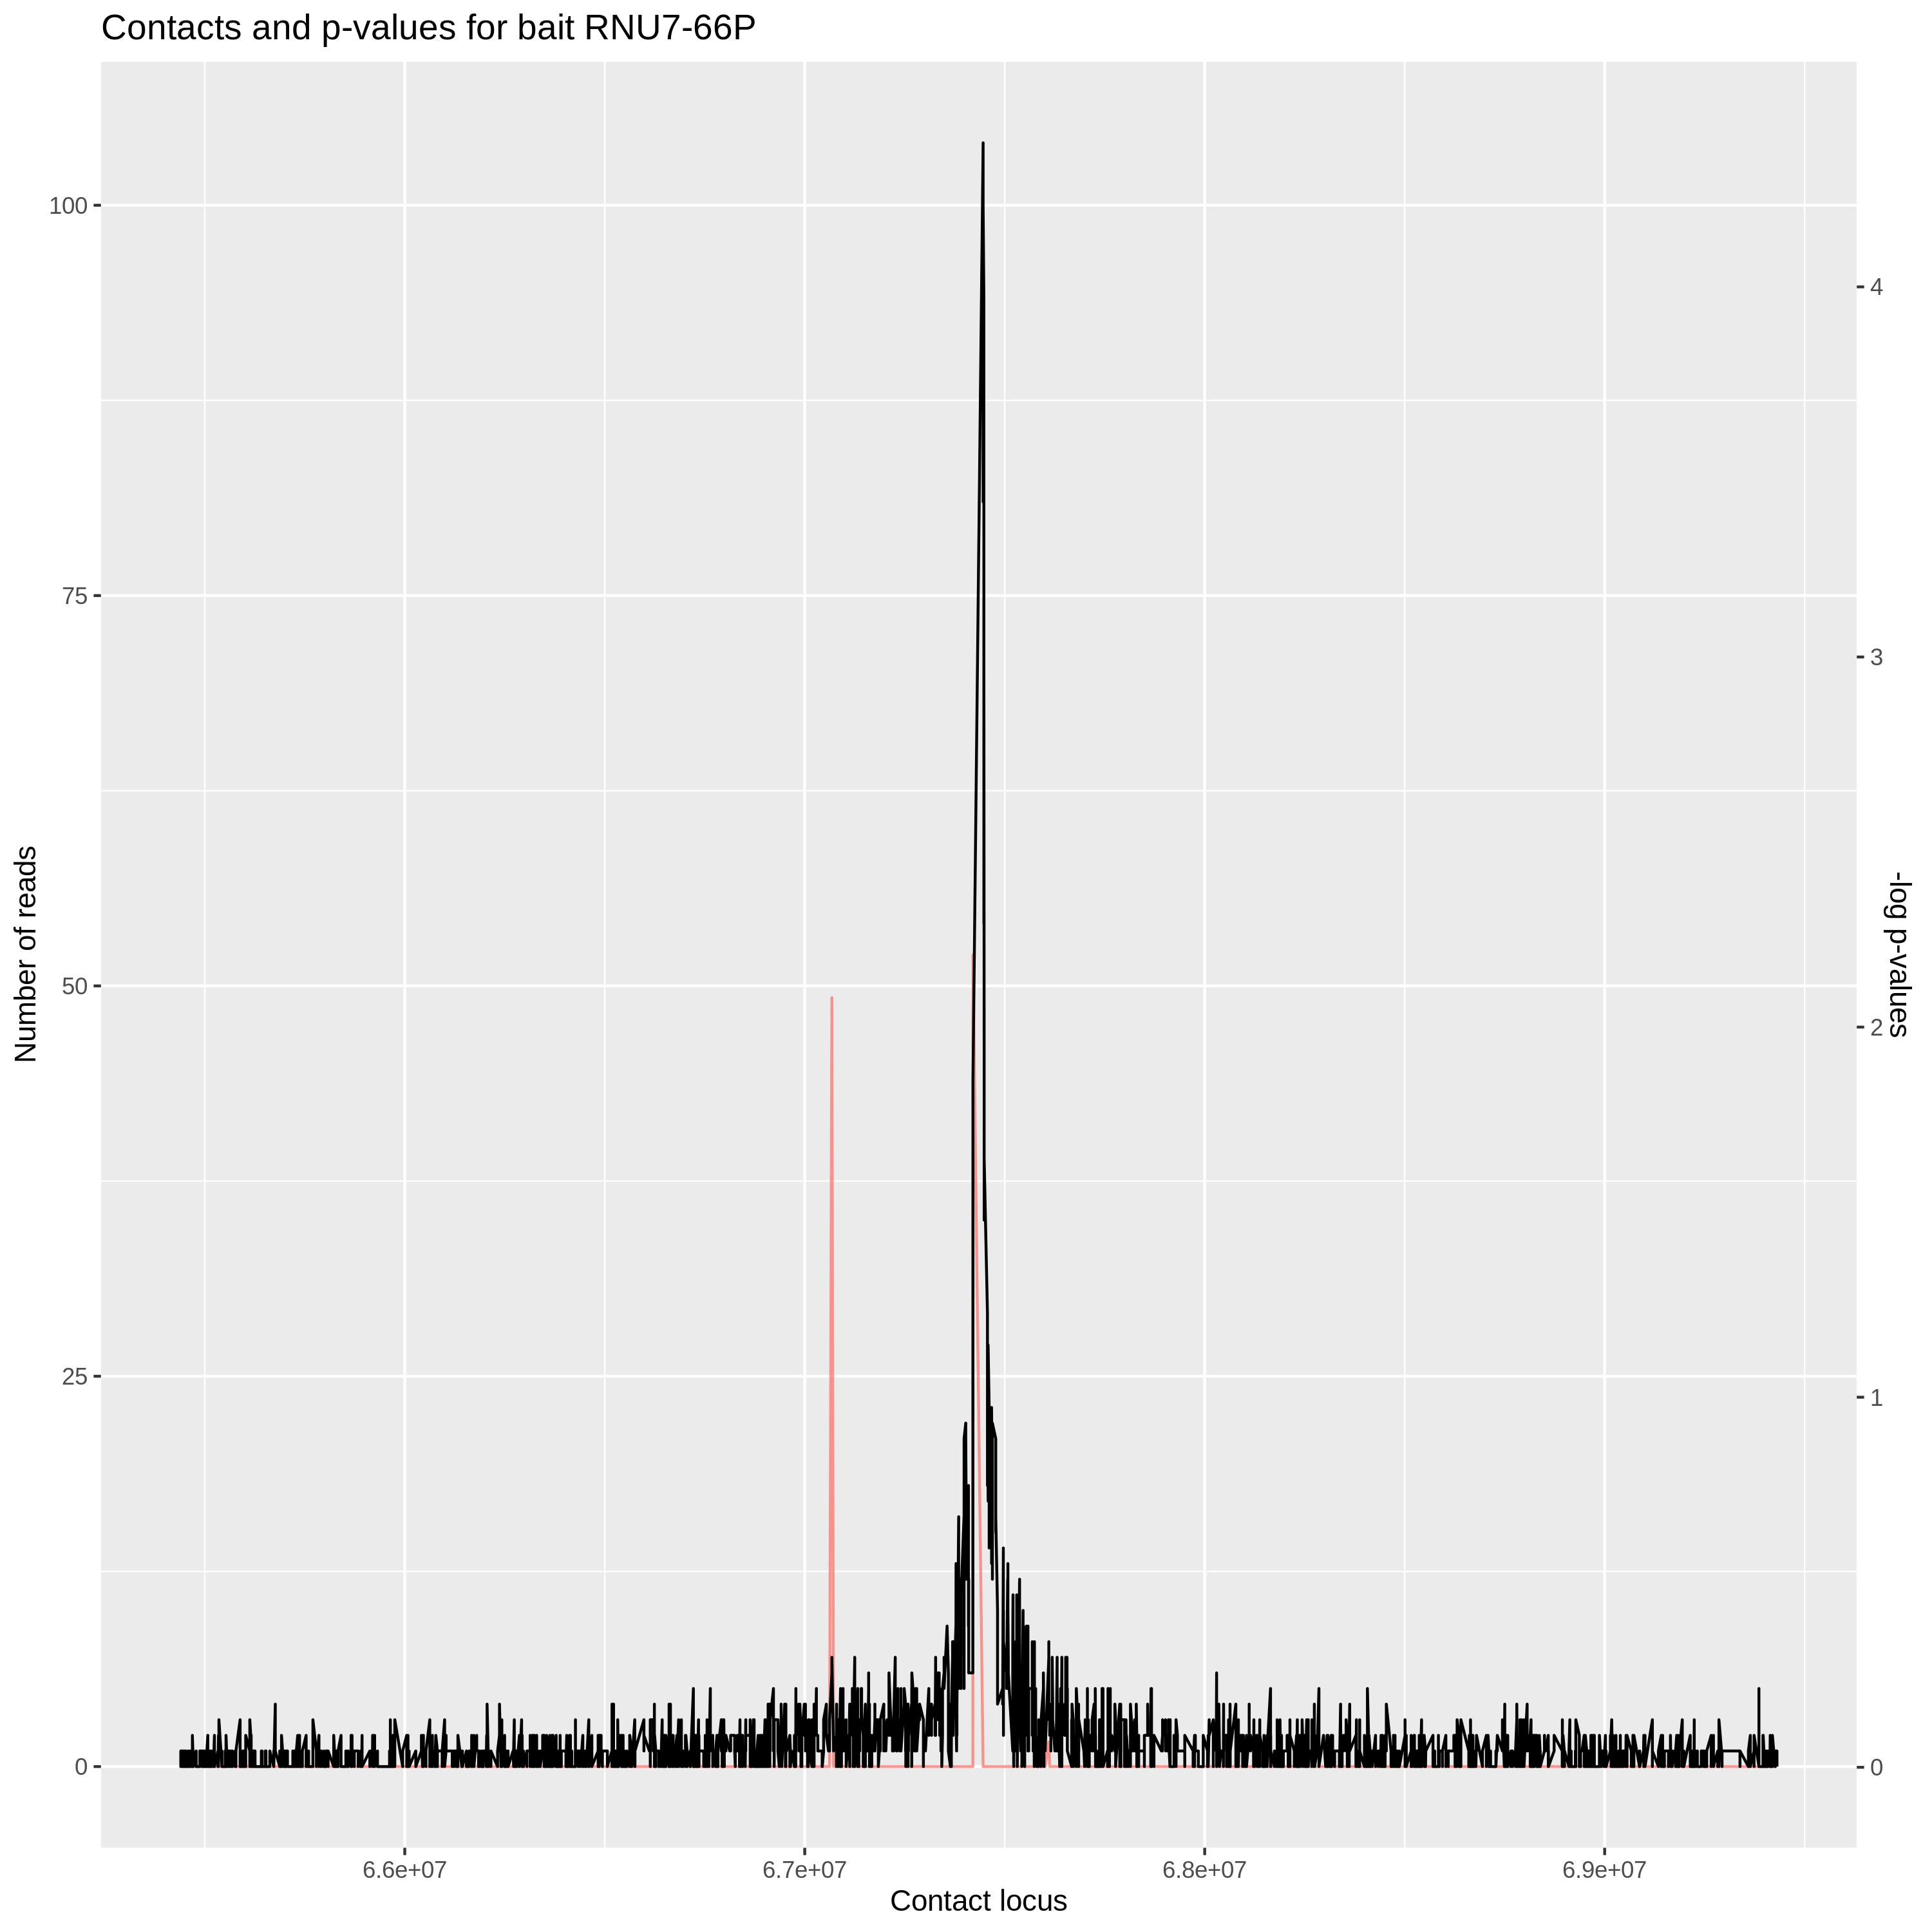 Contacts and p-values for bait RNU7-66P
100
75
50
25
0
Number of reads
4
3
2
1
0
-log p-values
6.6e+07
6.7e+07
6.8e+07
6.9e+07
Contact locus